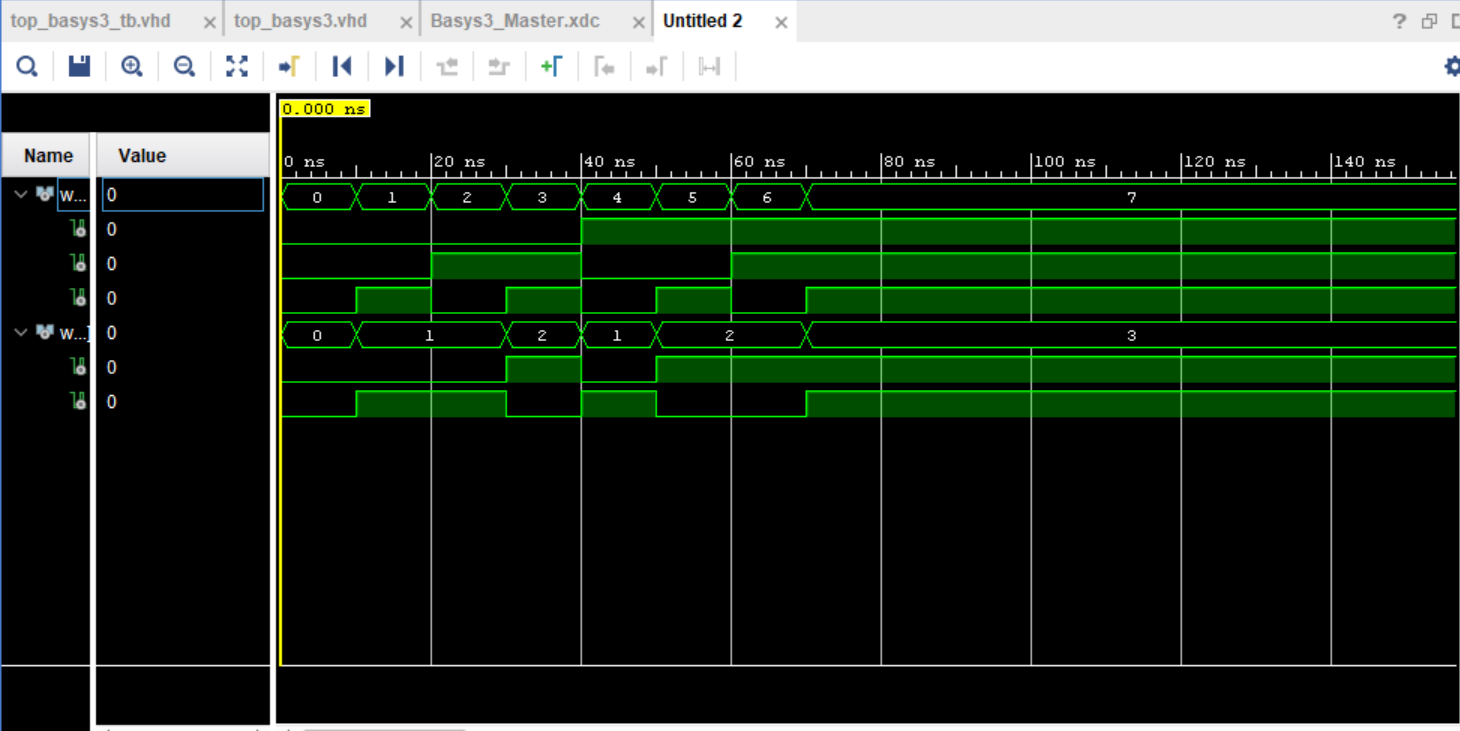 top_basys3_tb.vhd top_basys3.vhd Basys3_Master.xdc Untitled 2
0.000 ns
Name Value
0 ns 20 ns 40 ns 60 ns 80 ns 100 ns 120 ns 140 ns
w... 0 0 1 2 3 4 5 6 7
0
0
0
w...] 0 0 1 2 1 2 3
0
0